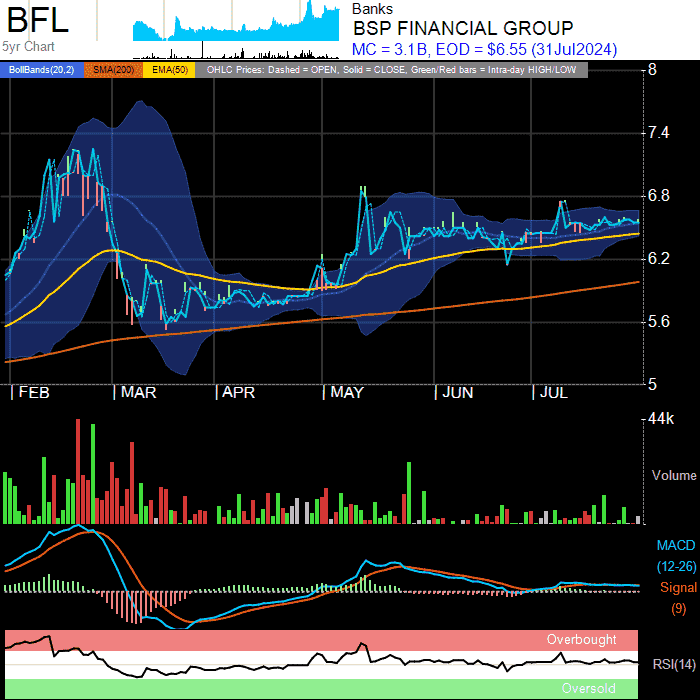 BFL
5yr Chart
Banks
BSP FINANCIAL GROUP
MC = 3.1B, EOD = $6.55 (31Jul2024)
BollBands(20,2) SMA(200) EMA(50) OHLC Prices: Dashed = OPEN, Solid = CLOSE, Green/Red bars = Intra-day HIGH/LOW
8
7.4
6.8
6.2
5.6
5
FEB MAR APR MAY JUN JUL
44k
Volume
MACD
(12-26)
Signal
(9)
Overbought
RSI(14)
Oversold